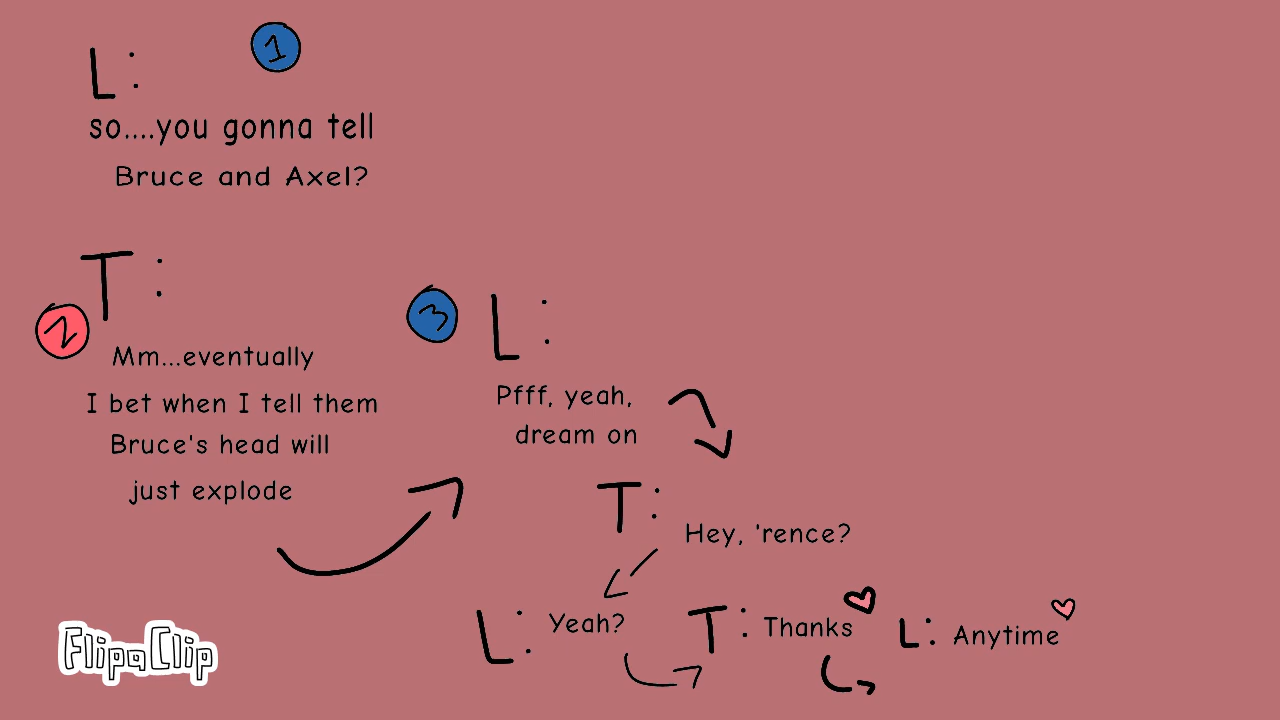 1
L:
so....you gonna tell
Bruce and Axel?
T:
2
Mm...eventually
I bet when I tell them
Bruce's head will
just explode
3
L:
Pfff, yeah,
dream on
T:
Hey, 'rence?
L: Yeah?
T: Thanks
L: Anytime
FlipaClip